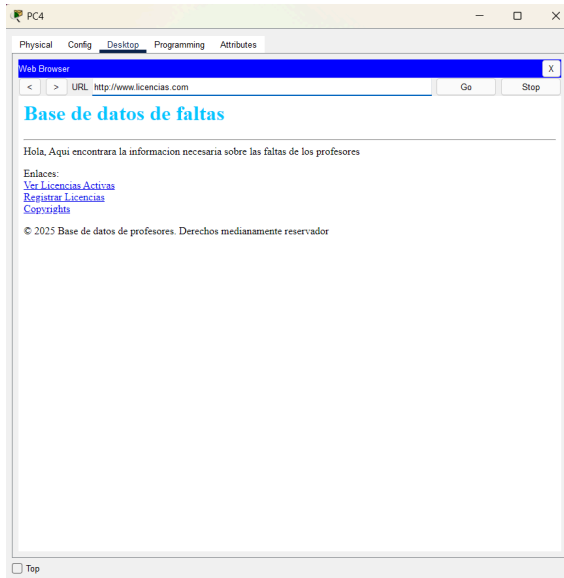 PC4
Physical Config Desktop Programming Attributes
Web Browser X
< > URL http://www.licencias.com Go Stop
Base de datos de faltas
Hola, Aqui encontrara la informacion necesaria sobre las faltas de los profesores
Enlaces:
Ver Licencias Activas
Registrar Licencias
Copyrights
© 2025 Base de datos de profesores. Derechos medianamente reservador
Top